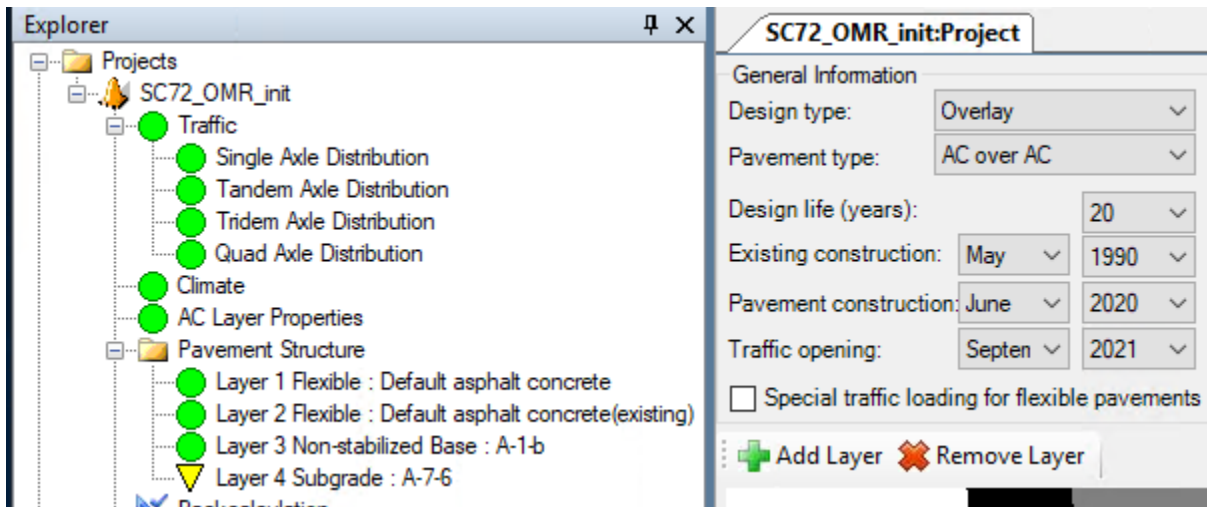 Explorer
Projects
SC72_OMR_init
Traffic
Single Axle Distribution
Tandem Axle Distribution
Tridem Axle Distribution
Quad Axle Distribution
Climate
AC Layer Properties
Pavement Structure
Layer 1 Flexible : Default asphalt concrete
Layer 2 Flexible : Default asphalt concrete(existing)
Layer 3 Non-stabilized Base : A-1-b
Layer 4 Subgrade : A-7-6
Backcalculation
SC72_OMR_init:Project
General Information
Design type: Overlay
Pavement type: AC over AC
Design life (years): 20
Existing construction: May 1990
Pavement construction: June 2020
Traffic opening: Septen 2021
Special traffic loading for flexible pavements
Add Layer Remove Layer